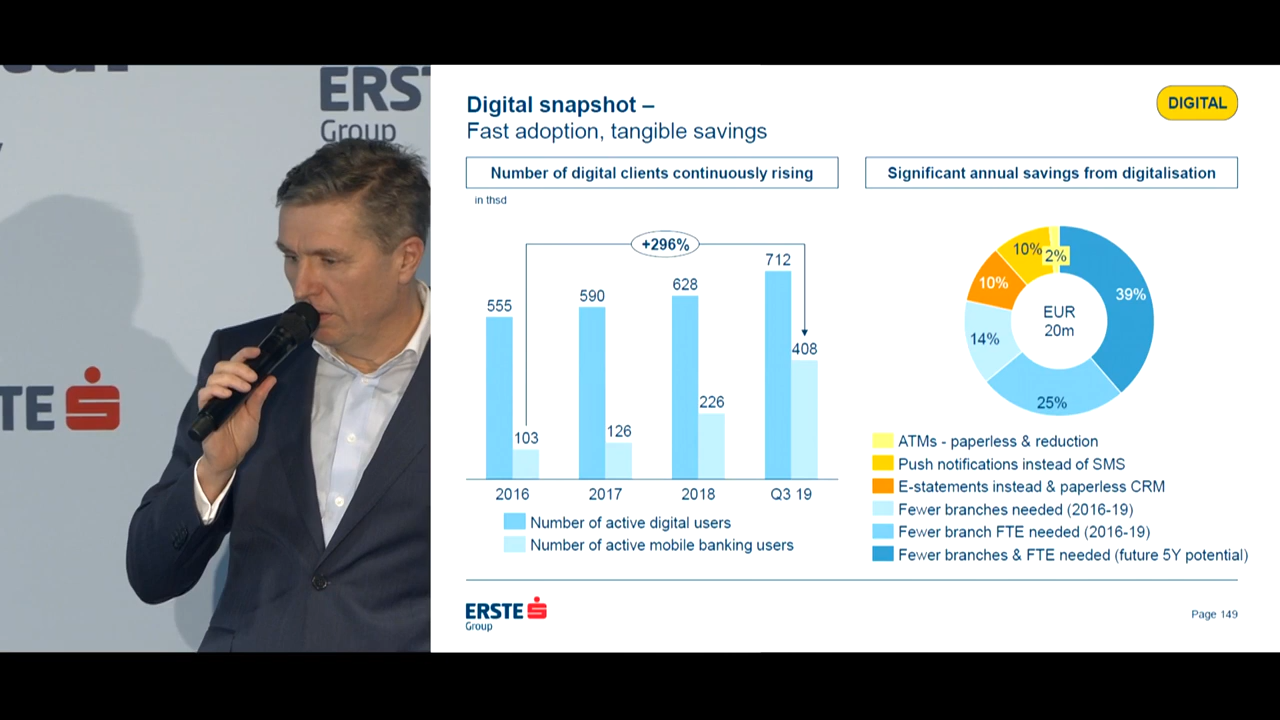 ERS
Group
TE
Digital snapshot –
Fast adoption, tangible savings
DIGITAL
Number of digital clients continuously rising
in thsd
+296%
555
103
590
126
628
226
712
408
2016
2017
2018
Q3 19
Number of active digital users
Number of active mobile banking users
Significant annual savings from digitalisation
10%
2%
10%
39%
14%
25%
EUR
20m
ATMs - paperless & reduction
Push notifications instead of SMS
E-statements instead & paperless CRM
Fewer branches needed (2016-19)
Fewer branch FTE needed (2016-19)
Fewer branches & FTE needed (future 5Y potential)
ERSTE
Group
Page 149